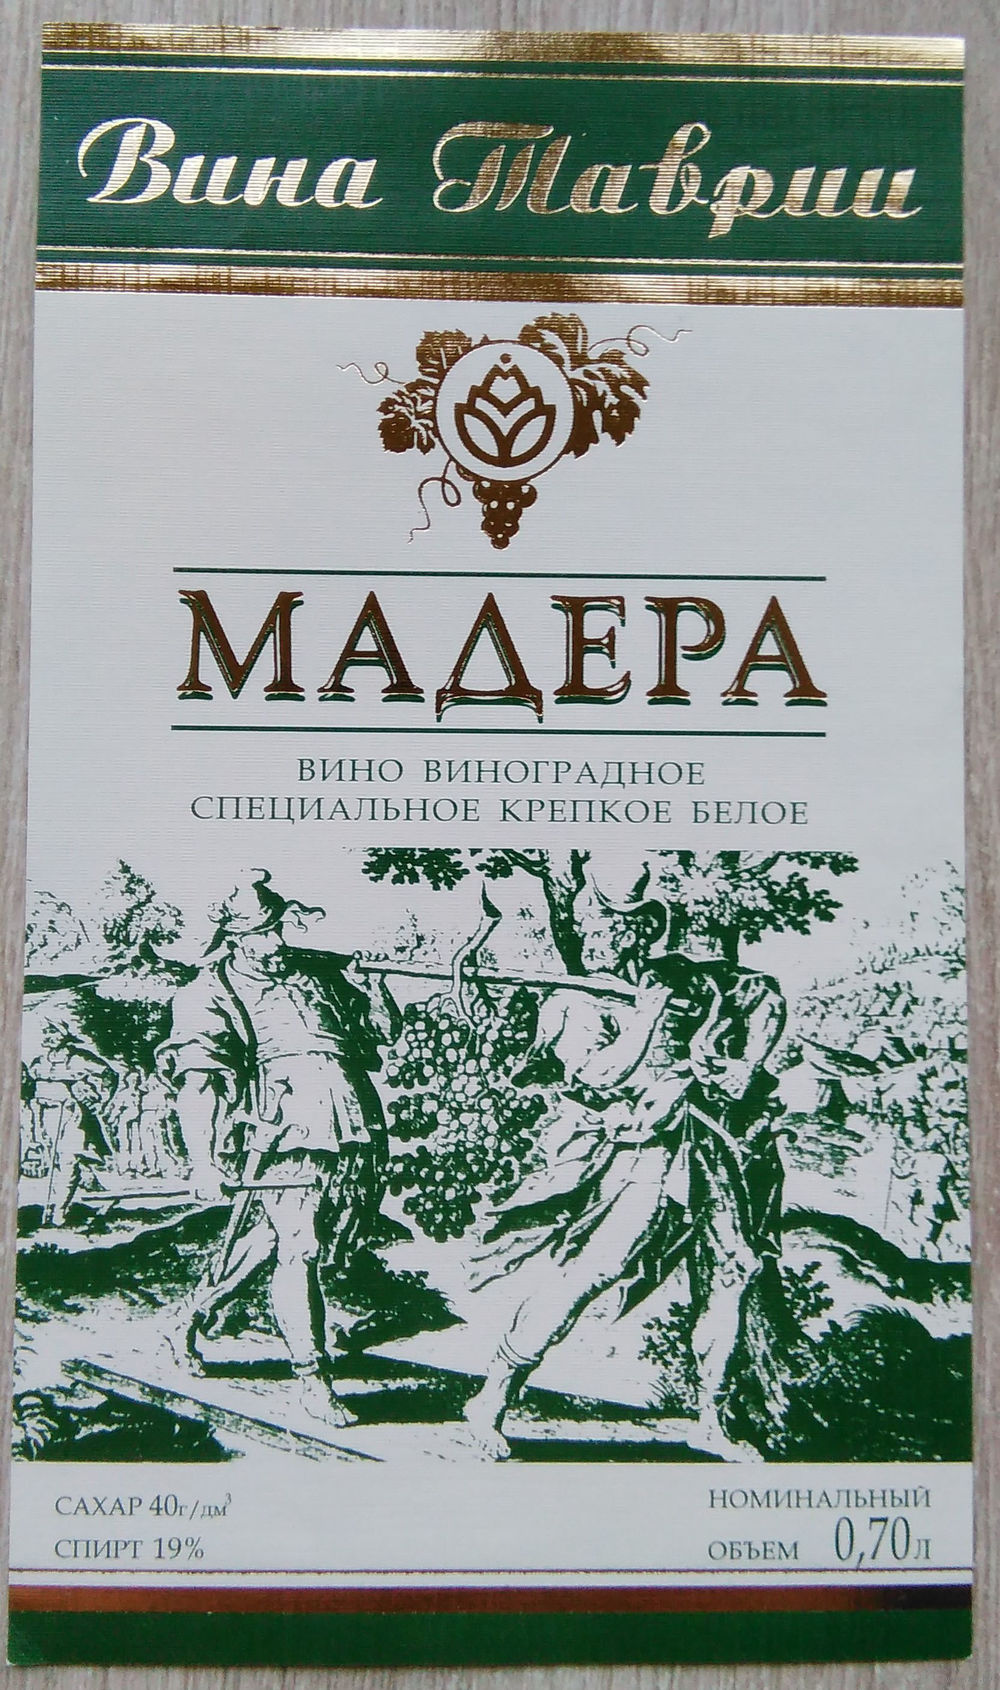 Вина Таврии
МАДЕРА
ВИНО ВИНОГРАДНОЕ
СПЕЦИАЛЬНОЕ КРЕПКОЕ БЕЛОЕ
САХАР 40г/дм³
СПИРТ 19%
НОМИНАЛЬНЫЙ
ОБЪЕМ 0,70л